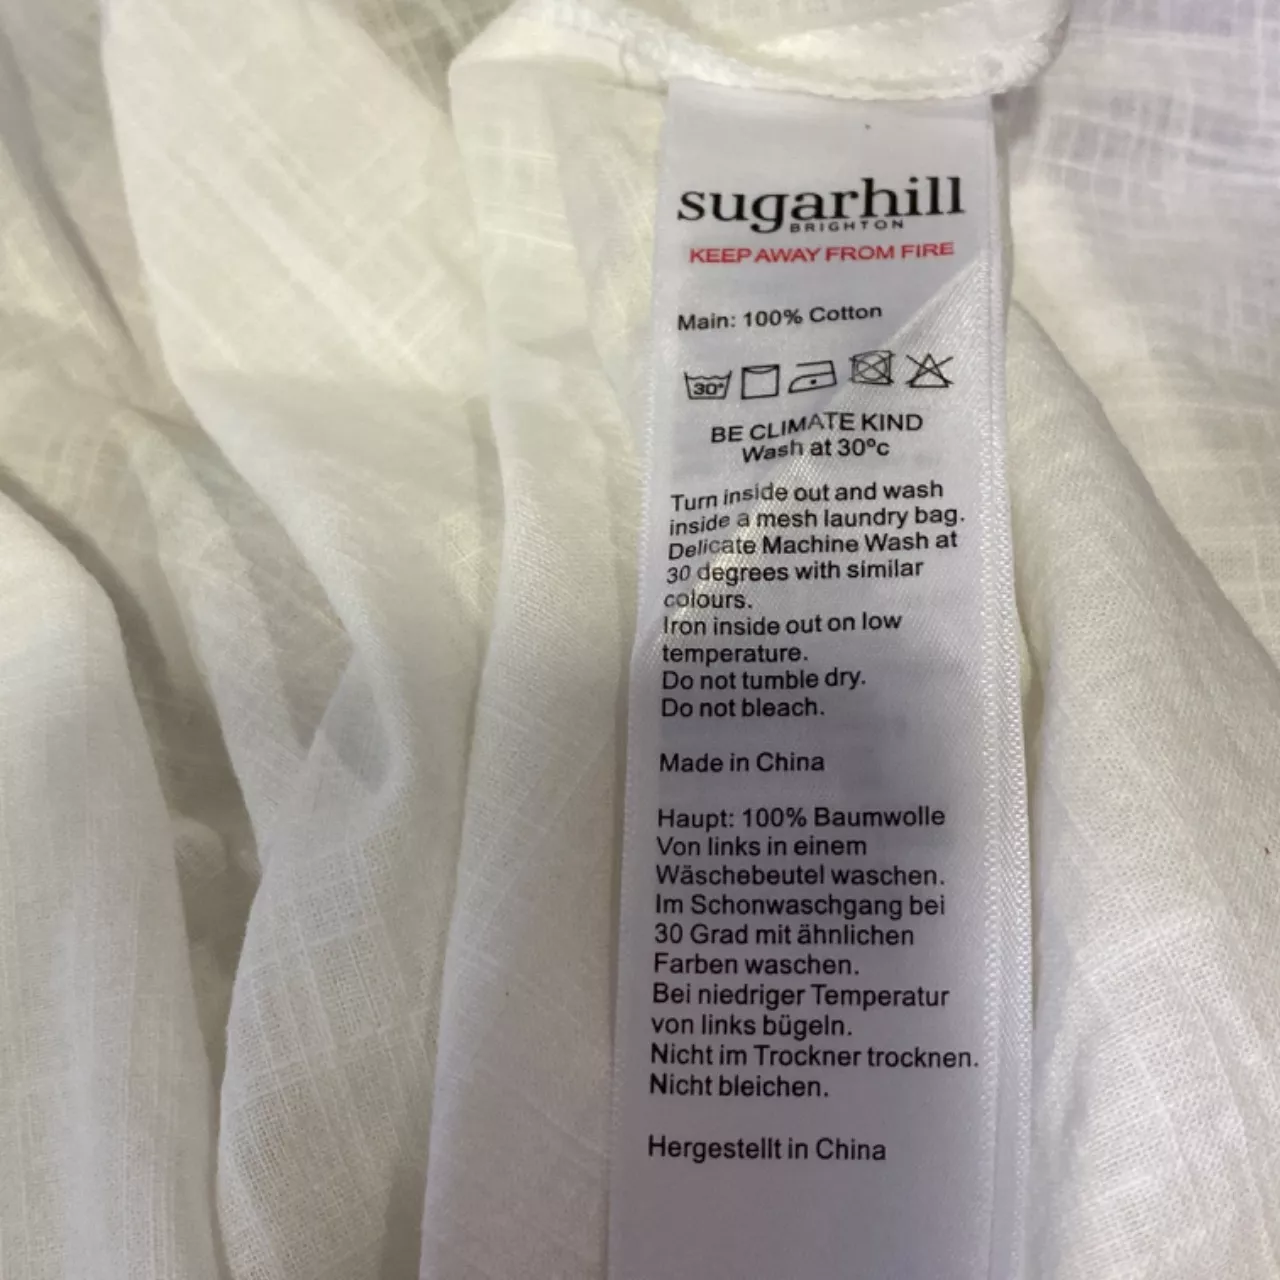 sugarhill
BRIGHTON
KEEP AWAY FROM FIRE
Main: 100% Cotton
30°
BE CLIMATE KIND
Wash at 30ºc
Turn inside out and wash
inside a mesh laundry bag.
Delicate Machine Wash at
30 degrees with similar
colours.
Iron inside out on low
temperature.
Do not tumble dry.
Do not bleach.
Made in China
Haupt: 100% Baumwolle
Von links in einem
Wäschebeutel waschen.
Im Schonwaschgang bei
30 Grad mit ähnlichen
Farben waschen.
Bei niedriger Temperatur
von links bügeln.
Nicht im Trockner trocknen.
Nicht bleichen.
Hergestellt in China